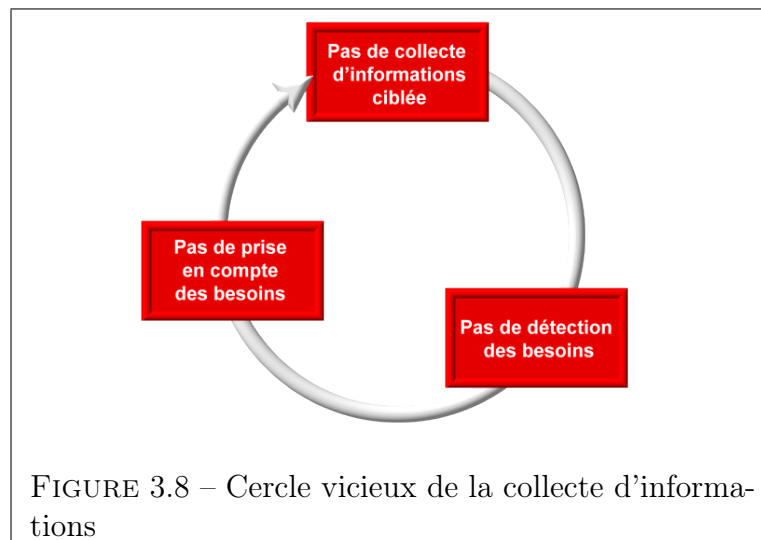 Pas de collecte
d'informations
ciblée
Pas de prise
en compte
des besoins
Pas de détection
des besoins
FIGURE 3.8 – Cercle vicieux de la collecte d'informa-
tions